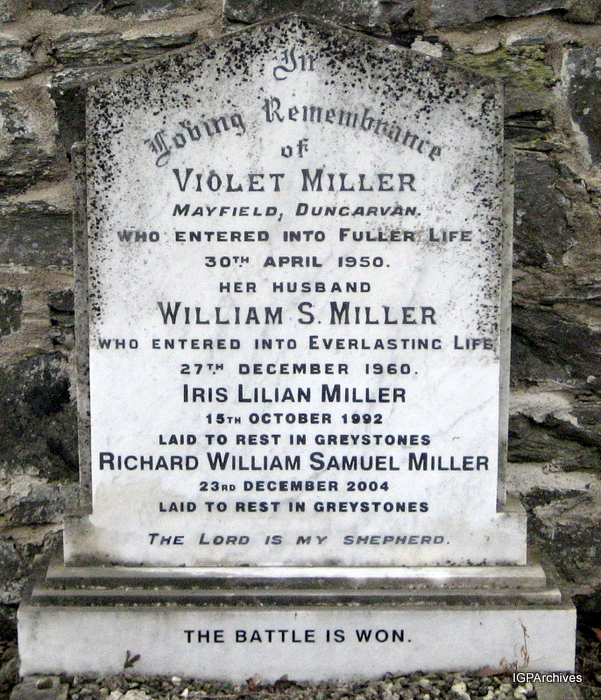 In
Loving Remembrance
of
VIOLET MILLER
MAYFIELD, DUNGARVAN.
WHO ENTERED INTO FULLER LIFE
30TH APRIL 1950.
HER HUSBAND
WILLIAM S. MILLER
WHO ENTERED INTO EVERLASTING LIFE
27TH DECEMBER 1960.
IRIS LILIAN MILLER
15TH OCTOBER 1992
LAID TO REST IN GREYSTONES
RICHARD WILLIAM SAMUEL MILLER
23RD DECEMBER 2004
LAID TO REST IN GREYSTONES
THE LORD IS MY SHEPHERD.
THE BATTLE IS WON.
IGPArchives